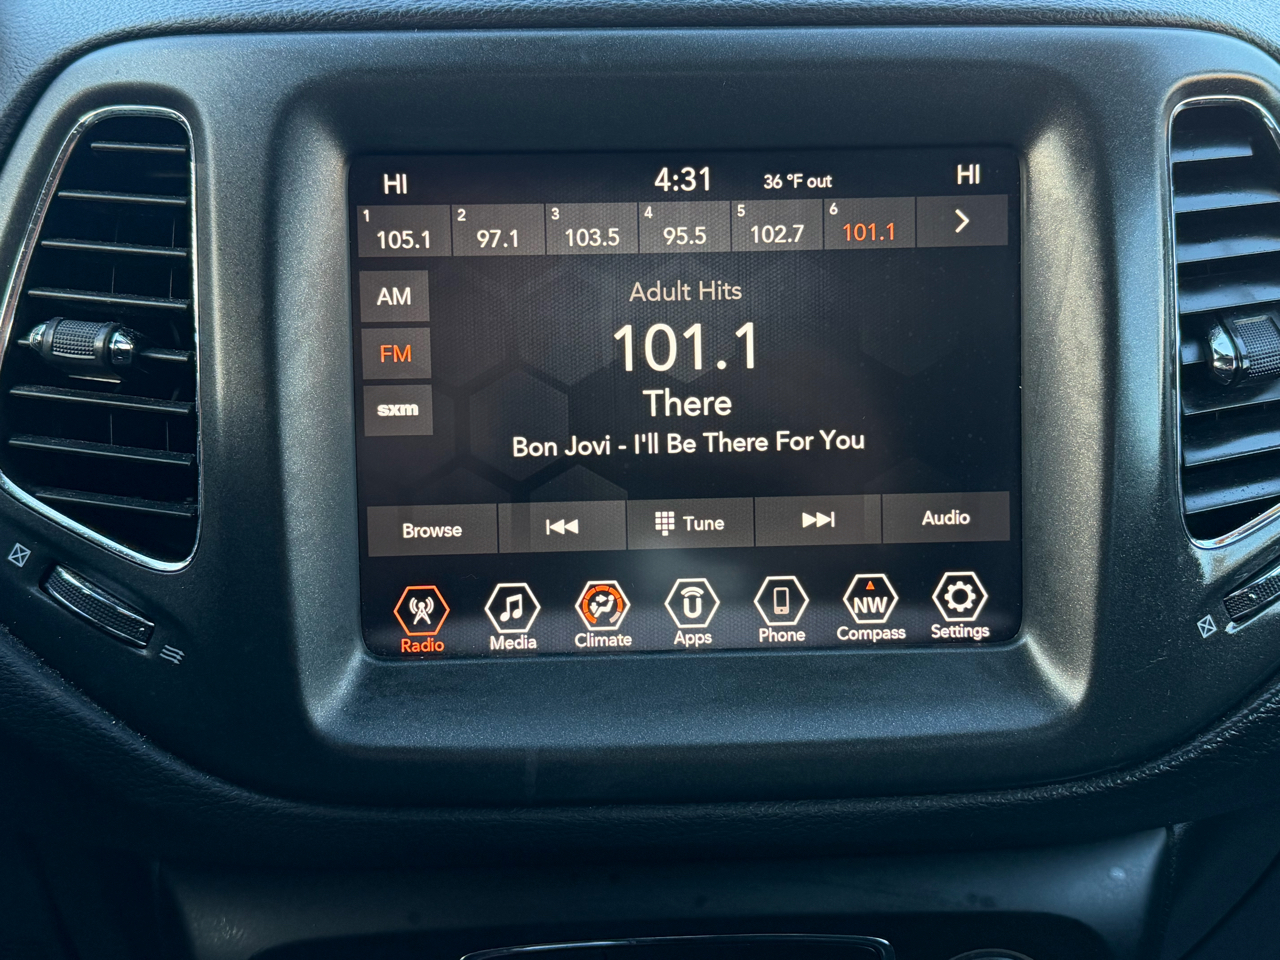 HI 4:31 36 °F out HI
1 105.1 2 97.1 3 103.5 4 95.5 5 102.7 6 101.1
AM
FM
sxm
Adult Hits
101.1
There
Bon Jovi - I'll Be There For You
Browse Tune Audio
NW
Radio Media Climate Apps Phone Compass Settings